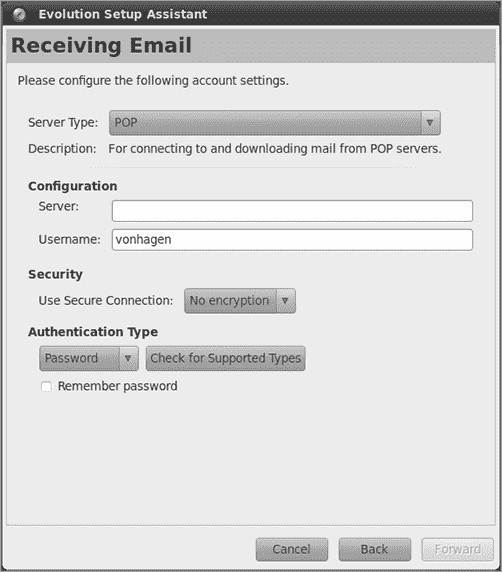 Evolution Setup Assistant
Receiving Email
Please configure the following account settings.
Server Type: POP
Description: For connecting to and downloading mail from POP servers.
Configuration
Server:
Username: vonhagen
Security
Use Secure Connection: No encryption
Authentication Type
Password Check for Supported Types
Remember password
Cancel Back Forward